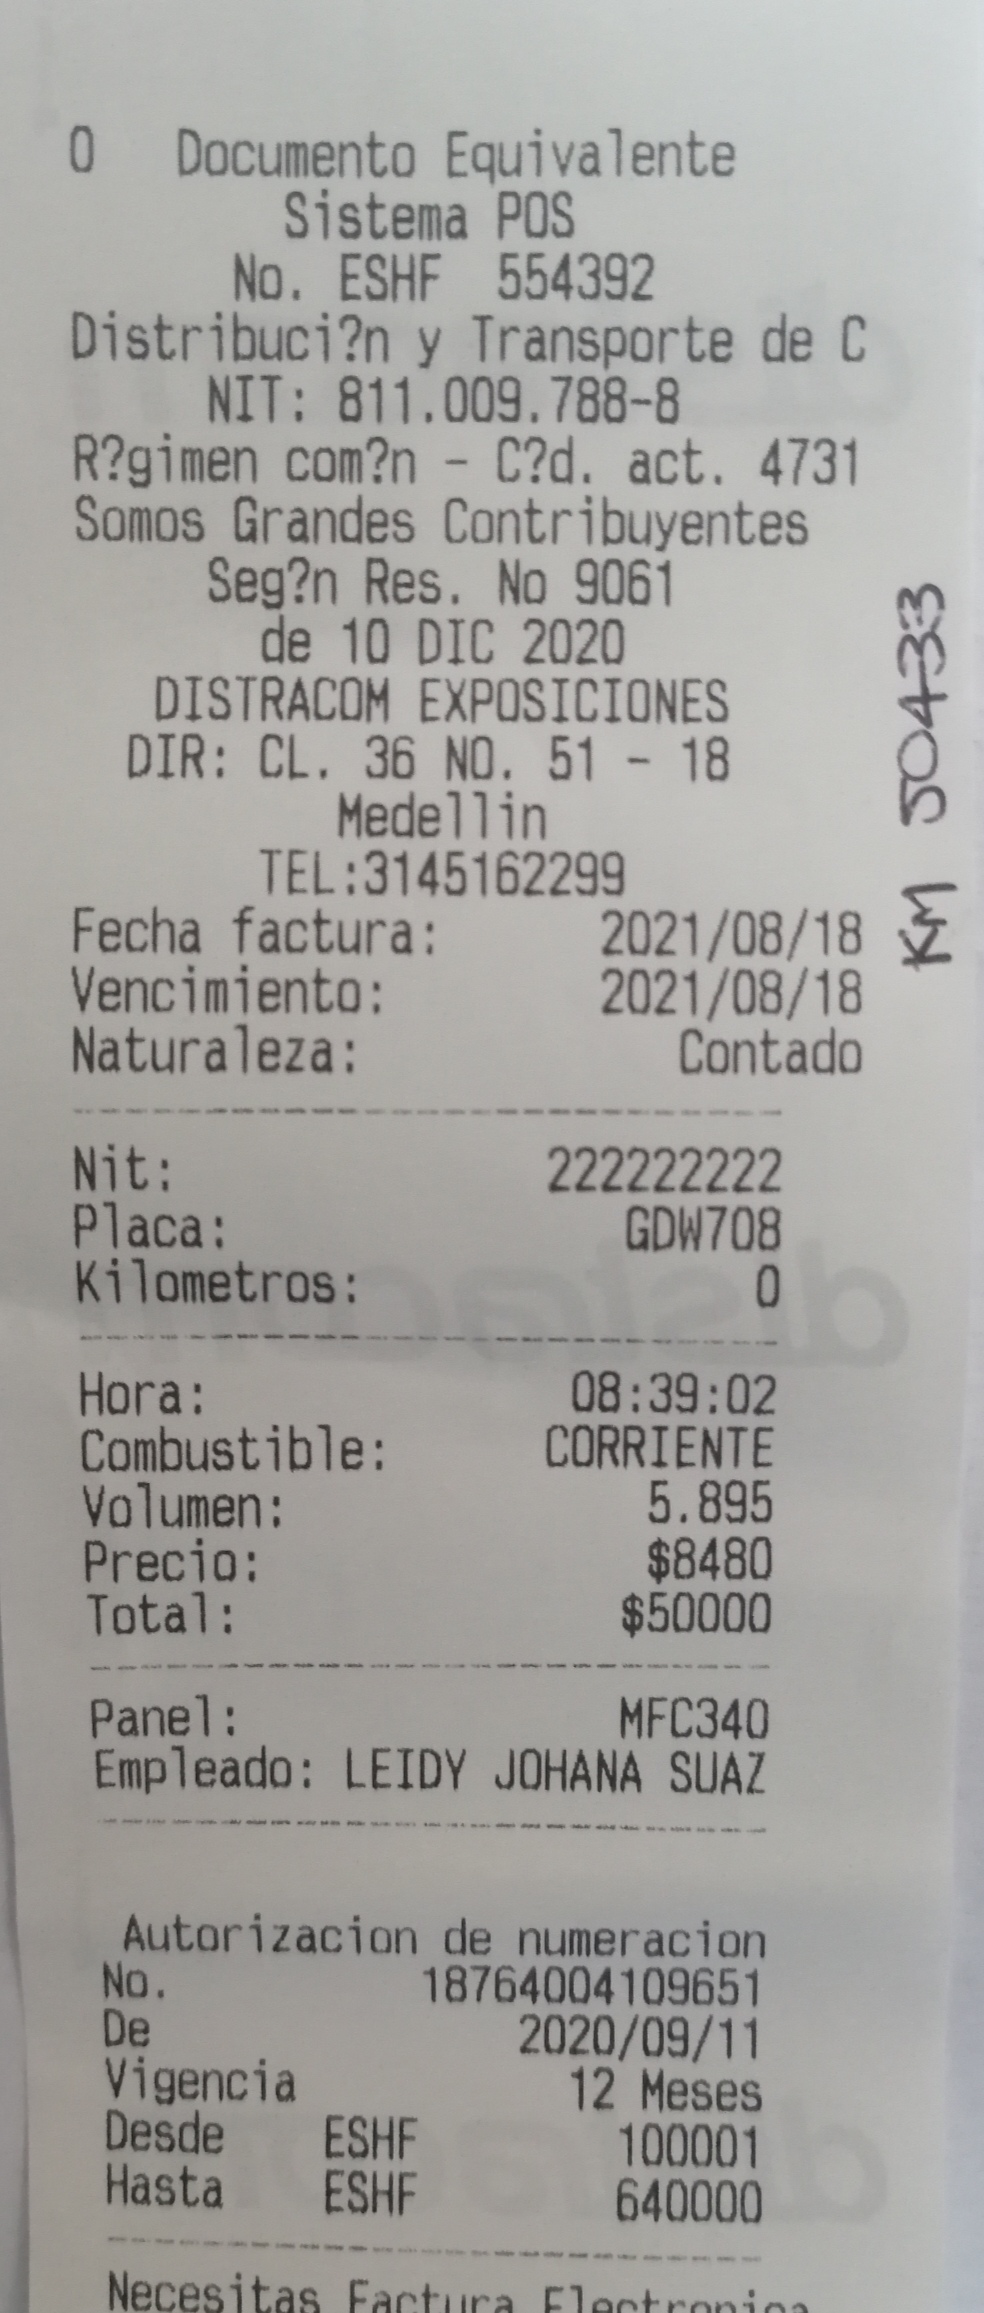 0 Documento Equivalente
Sistema POS
No. ESHF 554392
Distribuci?n y Transporte de C
NIT: 811.009.788-8
R?gimen com?n - C?d. act. 4731
Somos Grandes Contribuyentes
Seg?n Res. No 9061
de 10 DIC 2020
DISTRACOM EXPOSICIONES
DIR: CL. 36 NO. 51 - 18
Medellin
TEL:3145162299
Fecha factura: 2021/08/18
Vencimiento: 2021/08/18
Naturaleza: Contado
KM 50433
Nit: 222222222
Placa: GDW708
Kilometros: 0
Hora: 08:39:02
Combustible: CORRIENTE
Volumen: 5.895
Precio: $8480
Total: $50000
Panel: MFC340
Empleado: LEIDY JOHANA SUAZ
Autorizacion de numeracion
No. 18764004109651
De 2020/09/11
Vigencia 12 Meses
Desde ESHF 100001
Hasta ESHF 640000
Necesitas Factura Electronica